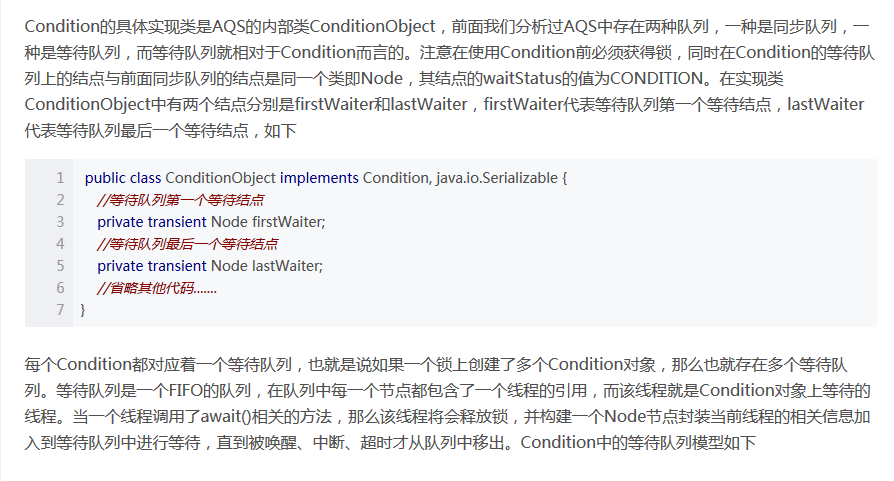 Condition的具体实现类是AQS的内部类ConditionObject，前面我们分析过AQS中存在两种队列，一种是同步队列，一
种是等待队列，而等待队列就相对于Condition而言的。注意在使用Condition前必须获得锁，同时在Condition的等待队
列上的结点与前面同步队列的结点是同一个类即Node，其结点的waitStatus的值为CONDITION。在实现类
ConditionObject中有两个结点分别是firstWaiter和lastWaiter，firstWaiter代表等待队列第一个等待结点，lastWaiter
代表等待队列最后一个等待结点，如下
1 public class ConditionObject implements Condition, java.io.Serializable {
2 //等待队列第一个等待结点
3 private transient Node firstWaiter;
4 //等待队列最后一个等待结点
5 private transient Node lastWaiter;
6 //省略其他代码.......
7 }
每个Condition都对应着一个等待队列，也就是说如果一个锁上创建了多个Condition对象，那么也就存在多个等待队
列。等待队列是一个FIFO的队列，在队列中每一个节点都包含了一个线程的引用，而该线程就是Condition对象上等待的
线程。当一个线程调用了await()相关的方法，那么该线程将会释放锁，并构建一个Node节点封装当前线程的相关信息加
入到等待队列中进行等待，直到被唤醒、中断、超时才从队列中移出。Condition中的等待队列模型如下